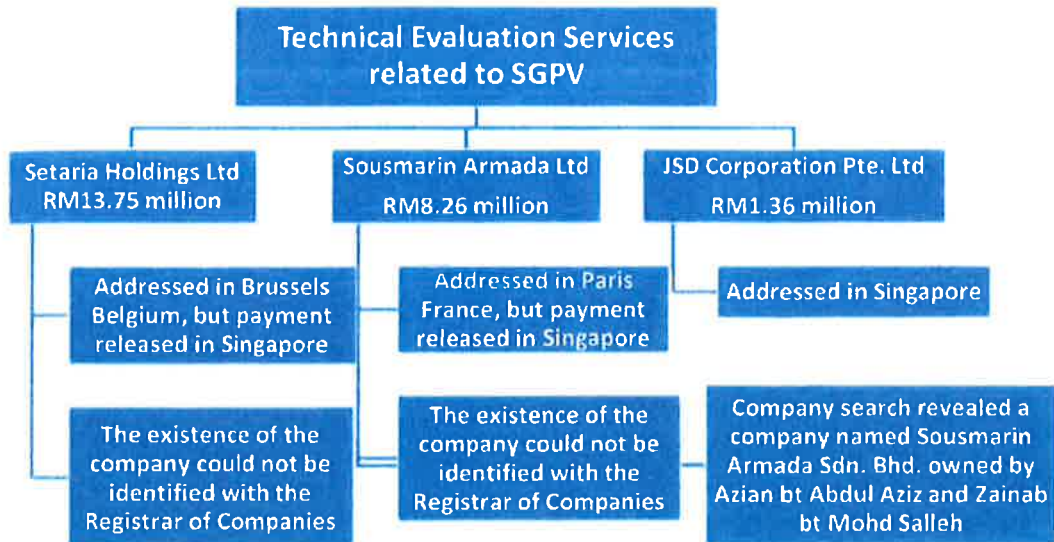 Technical Evaluation Services
related to SGPV
Setaria Holdings Ltd
RM13.75 million
Sousmarin Armada Ltd
RM8.26 million
JSD Corporation Pte. Ltd
RM1.36 million
Addressed in Brussels
Belgium, but payment
released in Singapore
Addressed in Paris
France, but payment
released in Singapore
Addressed in Singapore
The existence of the
company could not be
identified with the
Registrar of Companies
The existence of the
company could not be
identified with the
Registrar of Companies
Company search revealed a
company named Sousmarin
Armada Sdn. Bhd. owned by
Azian bt Abdul Aziz and Zainab
bt Mohd Salleh